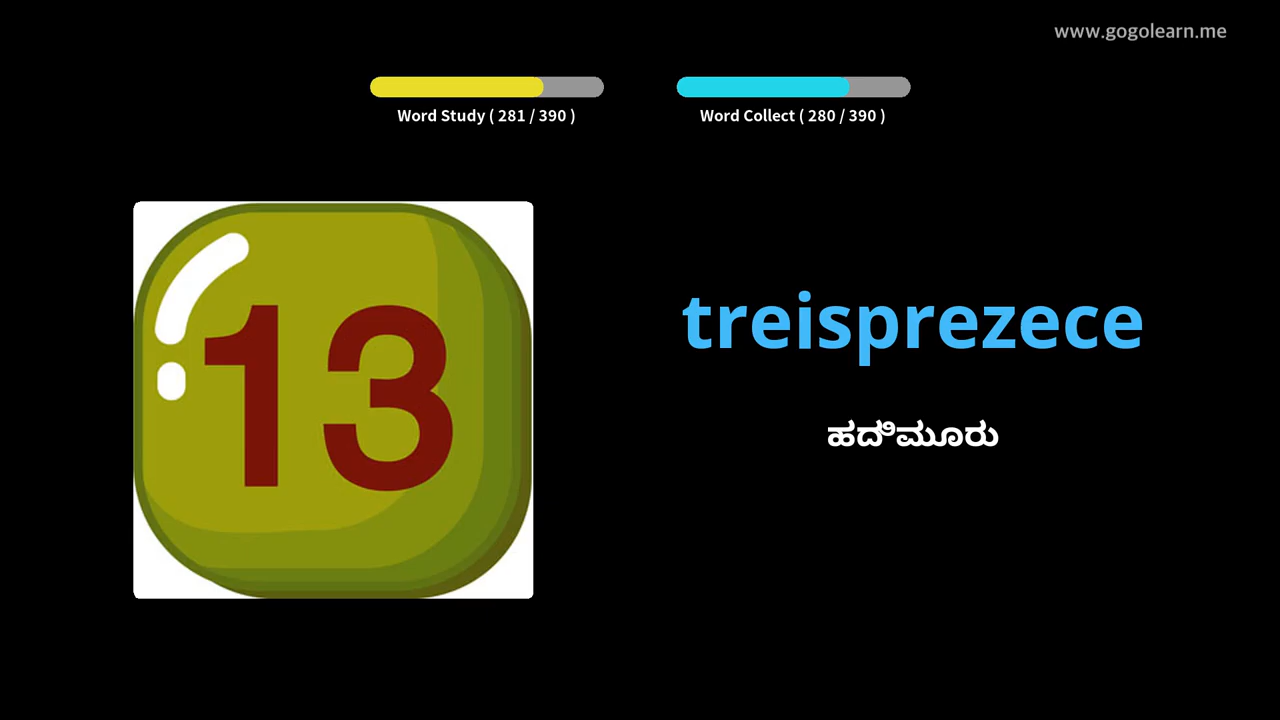 www.gogolearn.me
Word Study ( 281 / 390 )
Word Collect ( 280 / 390 )
13
treisprezece
ಹದಿಮೂರು